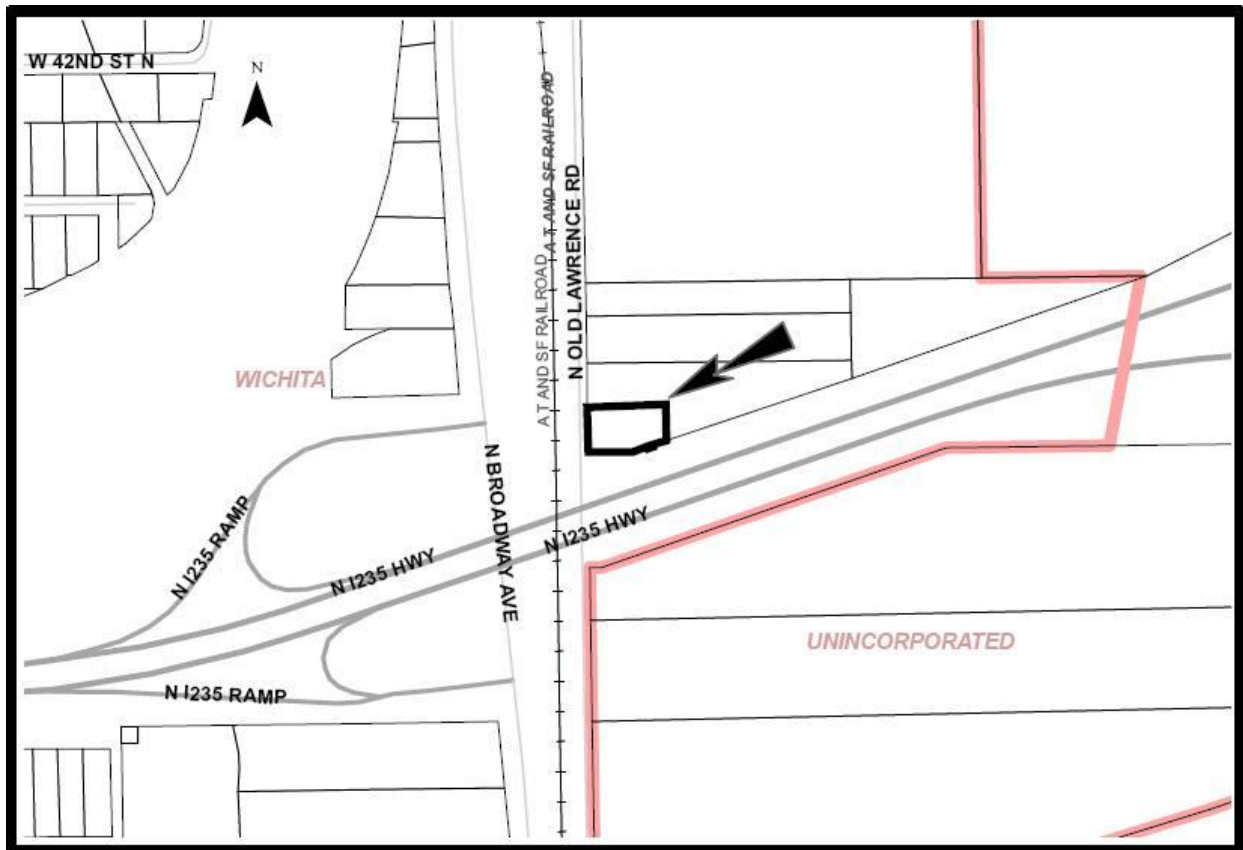 W 42ND ST N
N
A T AND SF RAILROAD
A T AND SF RAILROAD
N OLD LAWRENCE RD
WICHITA
N BROADWAY AVE
N I235 RAMP
N I235 HWY
N I235 HWY
UNINCORPORATED
N I235 RAMP